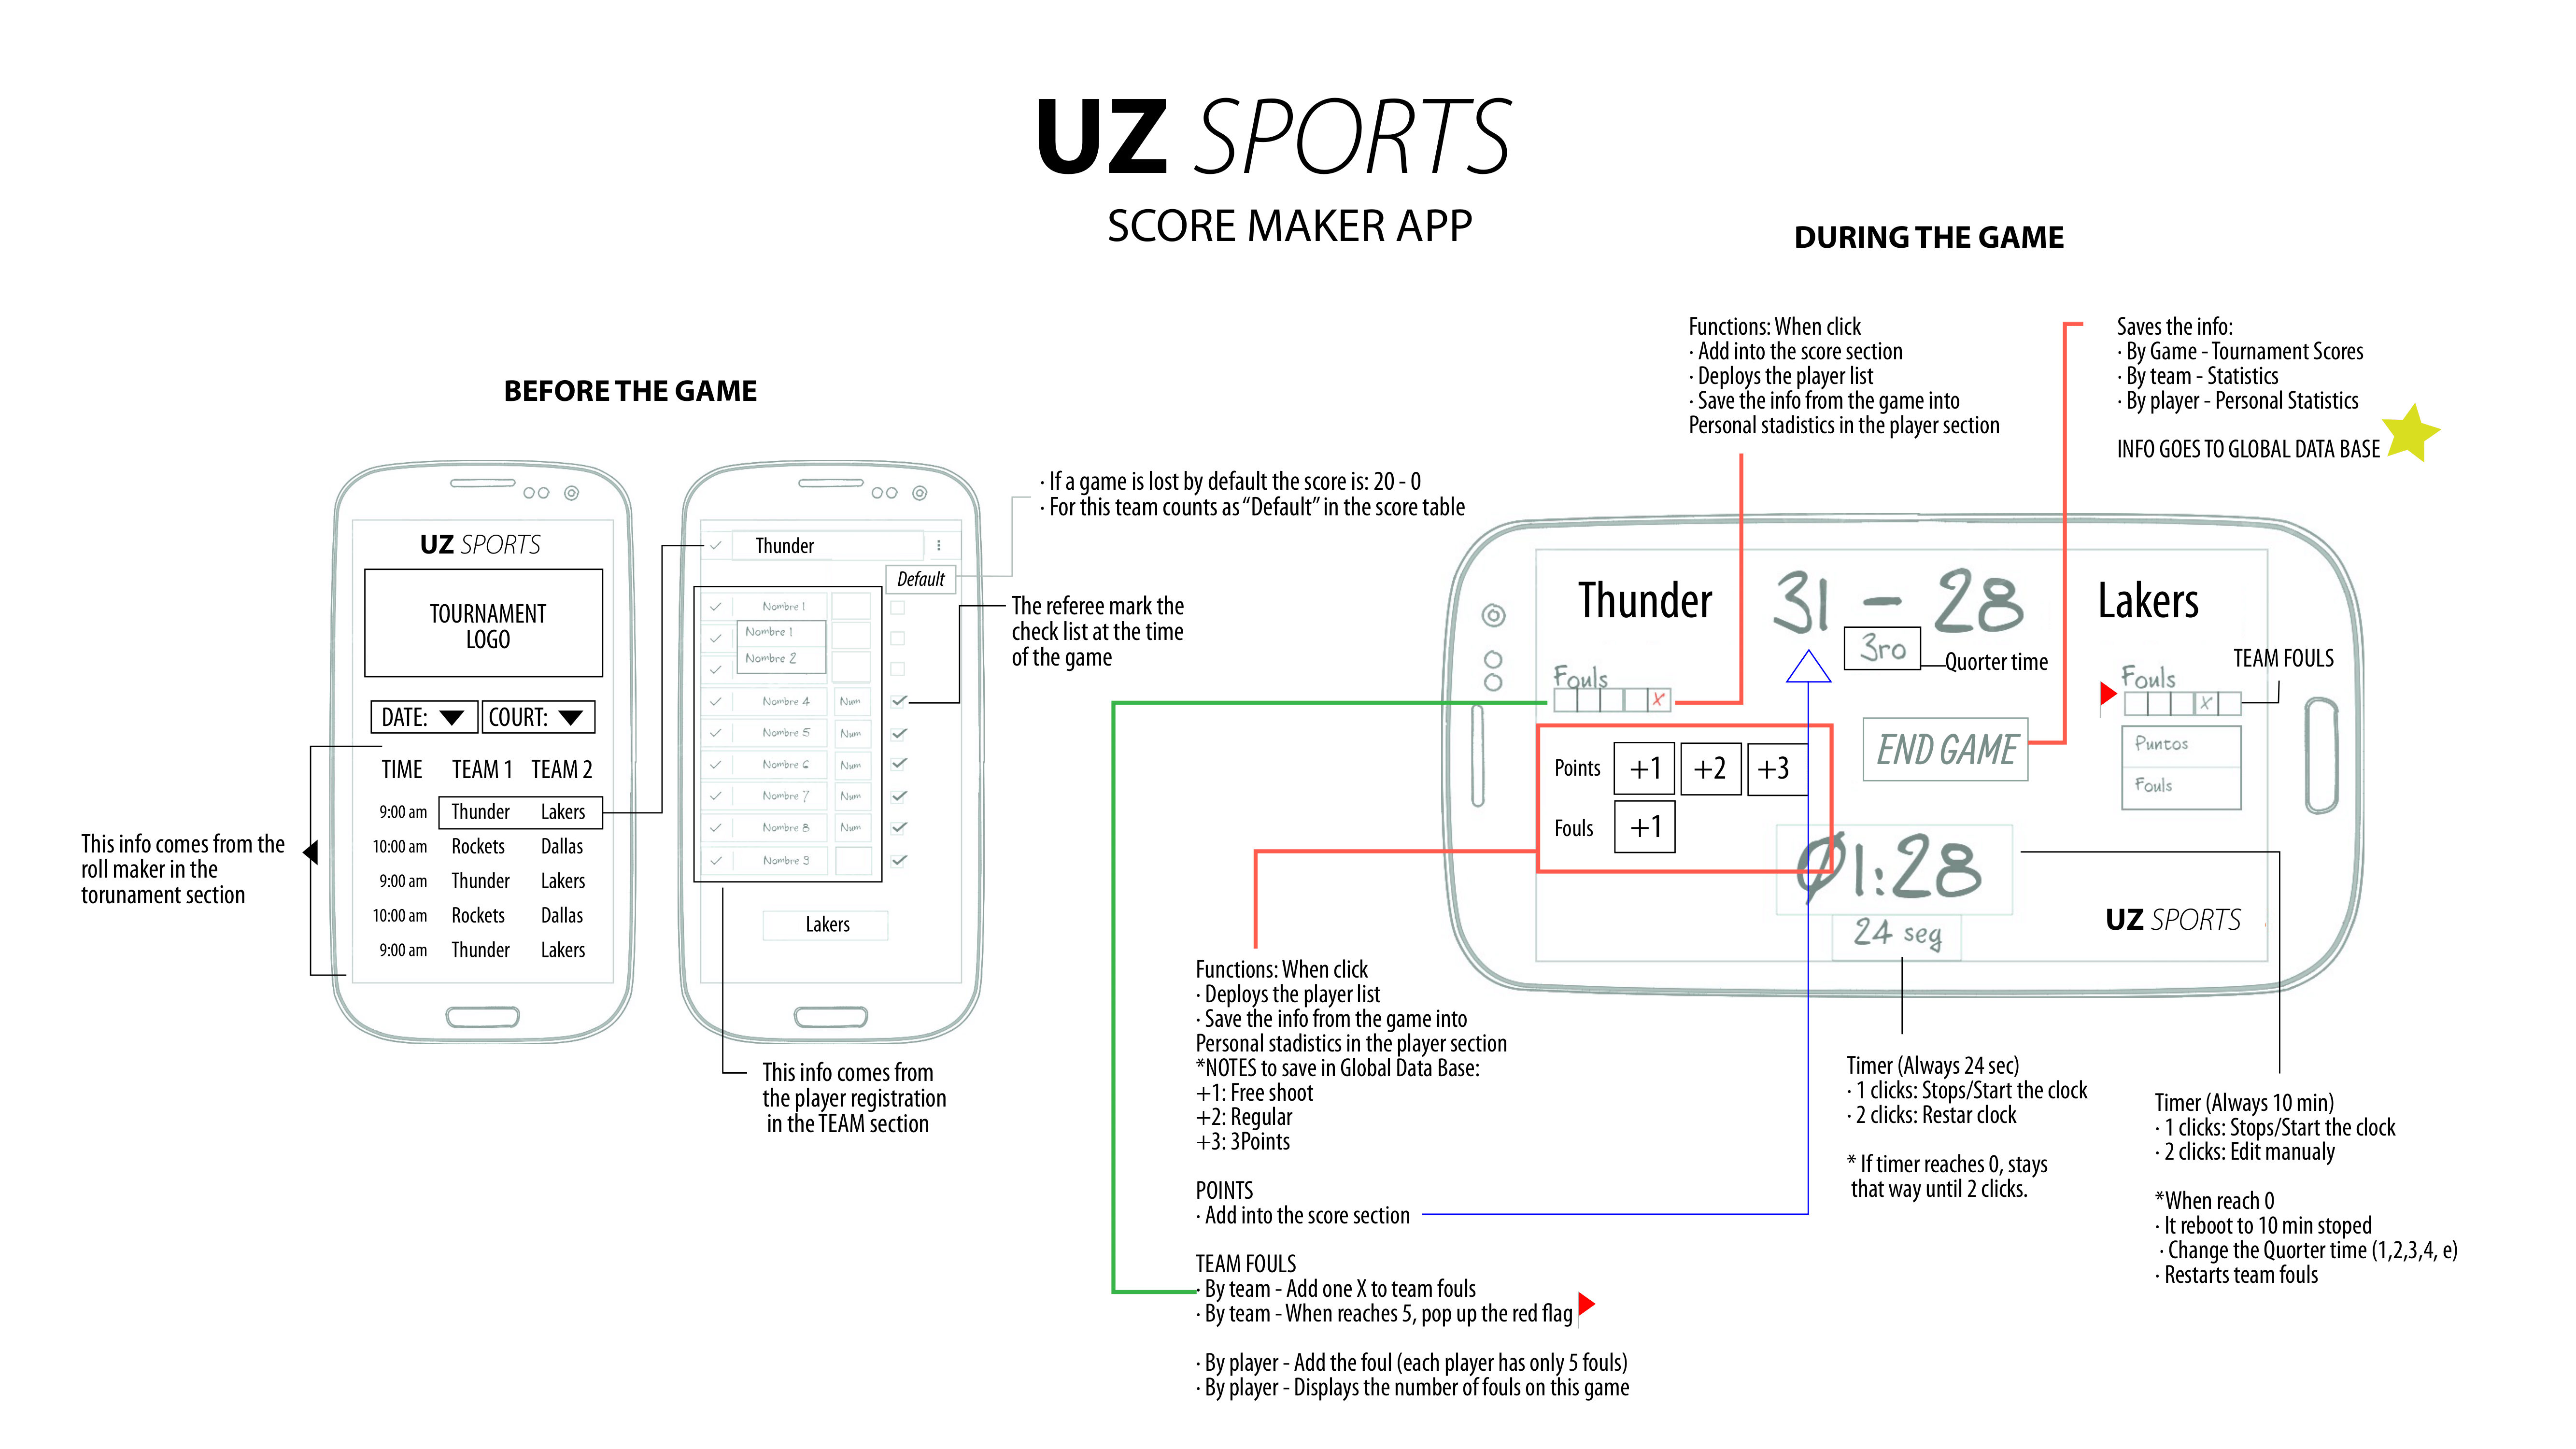 UZ SPORTS
SCORE MAKER APP
BEFORE THE GAME
UZ SPORTS
TOURNAMENT
LOGO
DATE:
COURT:
TIME TEAM 1 TEAM 2
9:00 am Thunder Lakers
10:00 am Rockets Dallas
9:00 am Thunder Lakers
10:00 am Rockets Dallas
9:00 am Thunder Lakers
This info comes from the
roll maker in the
torunament section
Thunder
Default
Nombre 1
Nombre 1
Nombre 2
Nombre 4 Num
Nombre 5 Num
Nombre 6 Num
Nombre 7 Num
Nombre 8 Num
Nombre 9
Lakers
· If a game is lost by default the score is: 20 - 0
· For this team counts as “Default” in the score table
The referee mark the
check list at the time
of the game
This info comes from
the player registration
in the TEAM section
DURING THE GAME
Functions: When click
· Add into the score section
· Deploys the player list
· Save the info from the game into
Personal stadistics in the player section
Saves the info:
· By Game - Tournament Scores
· By team - Statistics
· By player - Personal Statistics
INFO GOES TO GLOBAL DATA BASE
Thunder 31 - 28 Lakers
3ro
Quorter time
TEAM FOULS
Fouls
X
Fouls
X
Points +1 +2 +3
Fouls +1
END GAME
Puntos
Fouls
01:28
24 seg
UZ SPORTS
Functions: When click
· Deploys the player list
· Save the info from the game into
Personal stadistics in the player section
*NOTES to save in Global Data Base:
+1: Free shoot
+2: Regular
+3: 3Points
POINTS
· Add into the score section
TEAM FOULS
· By team - Add one X to team fouls
· By team - When reaches 5, pop up the red flag
· By player - Add the foul (each player has only 5 fouls)
· By player - Displays the number of fouls on this game
Timer (Always 24 sec)
· 1 clicks: Stops/Start the clock
· 2 clicks: Restar clock
* If timer reaches 0, stays
that way until 2 clicks.
Timer (Always 10 min)
· 1 clicks: Stops/Start the clock
· 2 clicks: Edit manualy
*When reach 0
· It reboot to 10 min stoped
· Change the Quorter time (1,2,3,4, e)
· Restarts team fouls